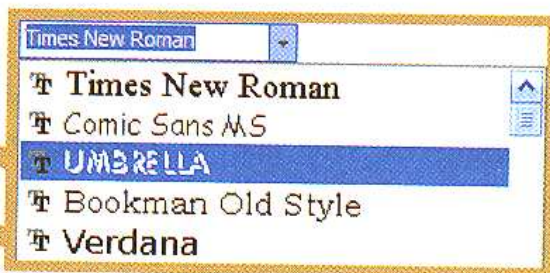 Times New Roman
Times New Roman
Comic Sans MS
UMBRELLA
Bookman Old Style
Verdana